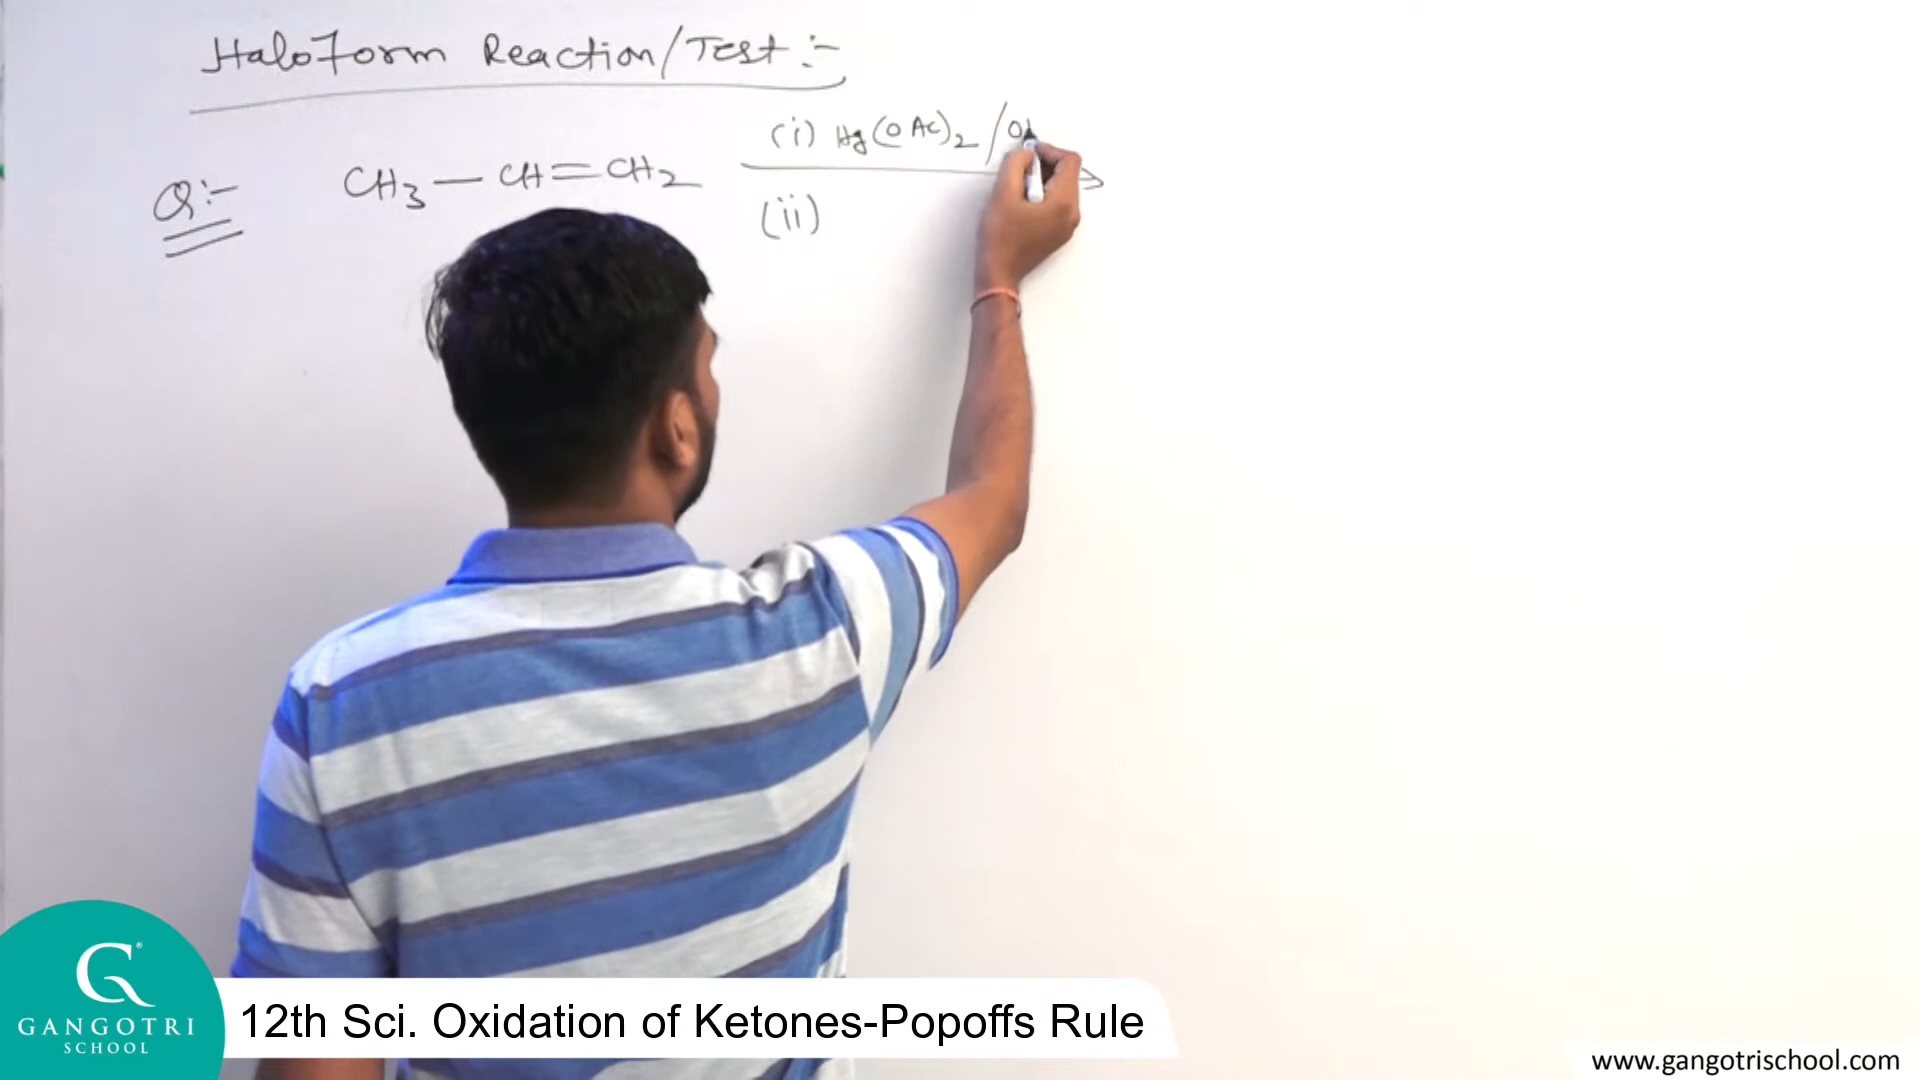 Haloform Reaction/Test :-
(i) Hg(OAc)2 /
Q:- CH3 — CH = CH2
(ii)
G®
GANGOTRI
SCHOOL
12th Sci. Oxidation of Ketones-Popoffs Rule
www.gangotrischool.com